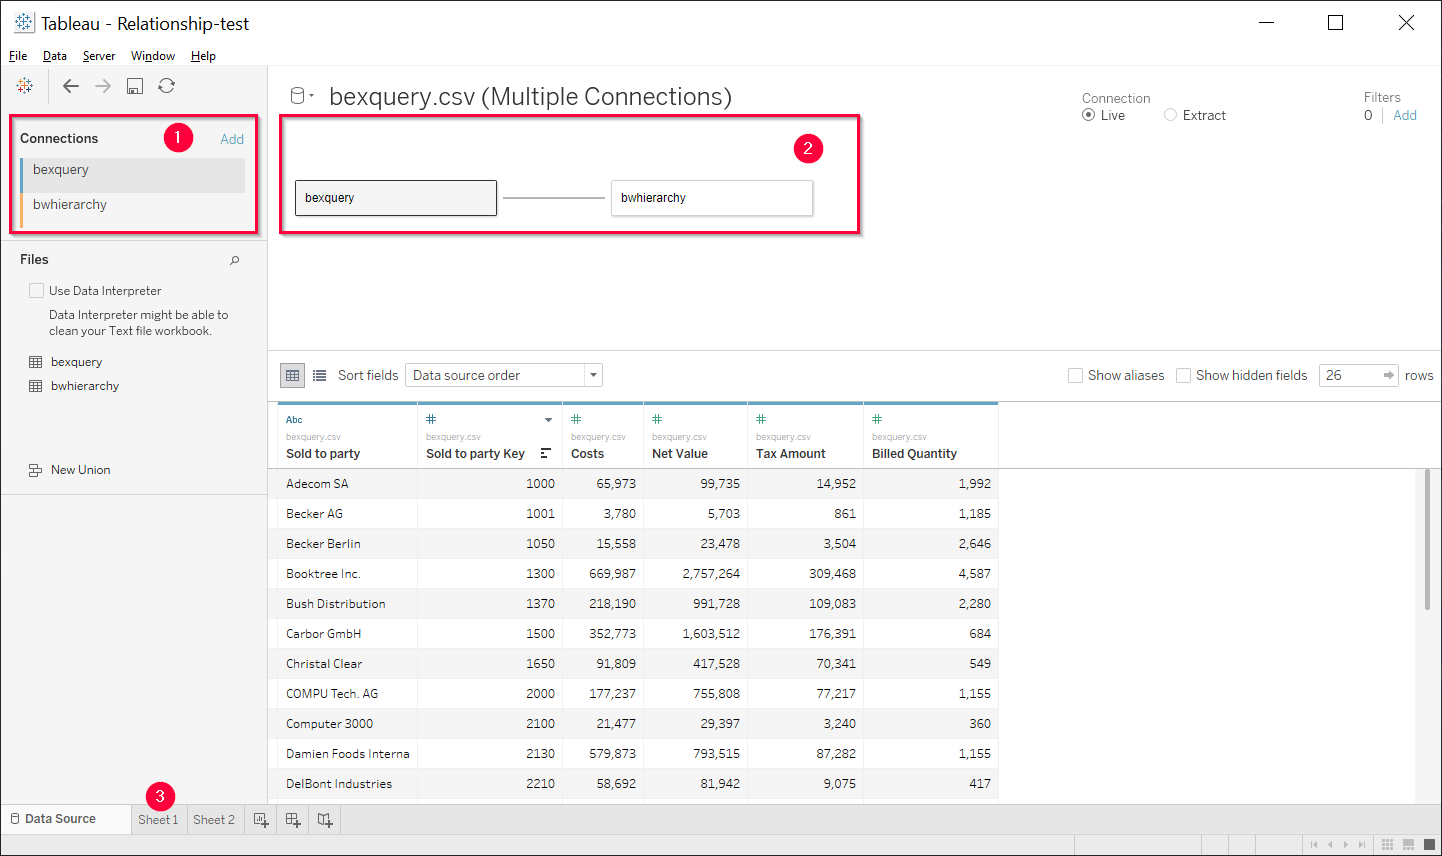 Tableau - Relationship-test
File Data Server Window Help
bexquery.csv (Multiple Connections)
Connection
Live Extract
Filters
0 Add
Connections 1 Add
bexquery
bwhierarchy
2
bexquery bwhierarchy
Files
Use Data Interpreter
Data Interpreter might be able to
clean your Text file workbook.
bexquery
bwhierarchy
New Union
Sort fields Data source order Show aliases Show hidden fields 26 rows
Abc # # # # #
bexquery.csv bexquery.csv bexquery.csv bexquery.csv bexquery.csv bexquery.csv
Sold to party Sold to party Key Costs Net Value Tax Amount Billed Quantity
Adecom SA 1000 65,973 99,735 14,952 1,992
Becker AG 1001 3,780 5,703 861 1,185
Becker Berlin 1050 15,558 23,478 3,504 2,646
Booktree Inc. 1300 669,987 2,757,264 309,468 4,587
Bush Distribution 1370 218,190 991,728 109,083 2,280
Carbor GmbH 1500 352,773 1,603,512 176,391 684
Christal Clear 1650 91,809 417,528 70,341 549
COMPU Tech. AG 2000 177,237 755,808 77,217 1,155
Computer 3000 2100 21,477 29,397 3,240 360
Damien Foods Interna 2130 579,873 793,515 87,282 1,155
DelBont Industries 2210 58,692 81,942 9,075 417
3
Data Source Sheet 1 Sheet 2